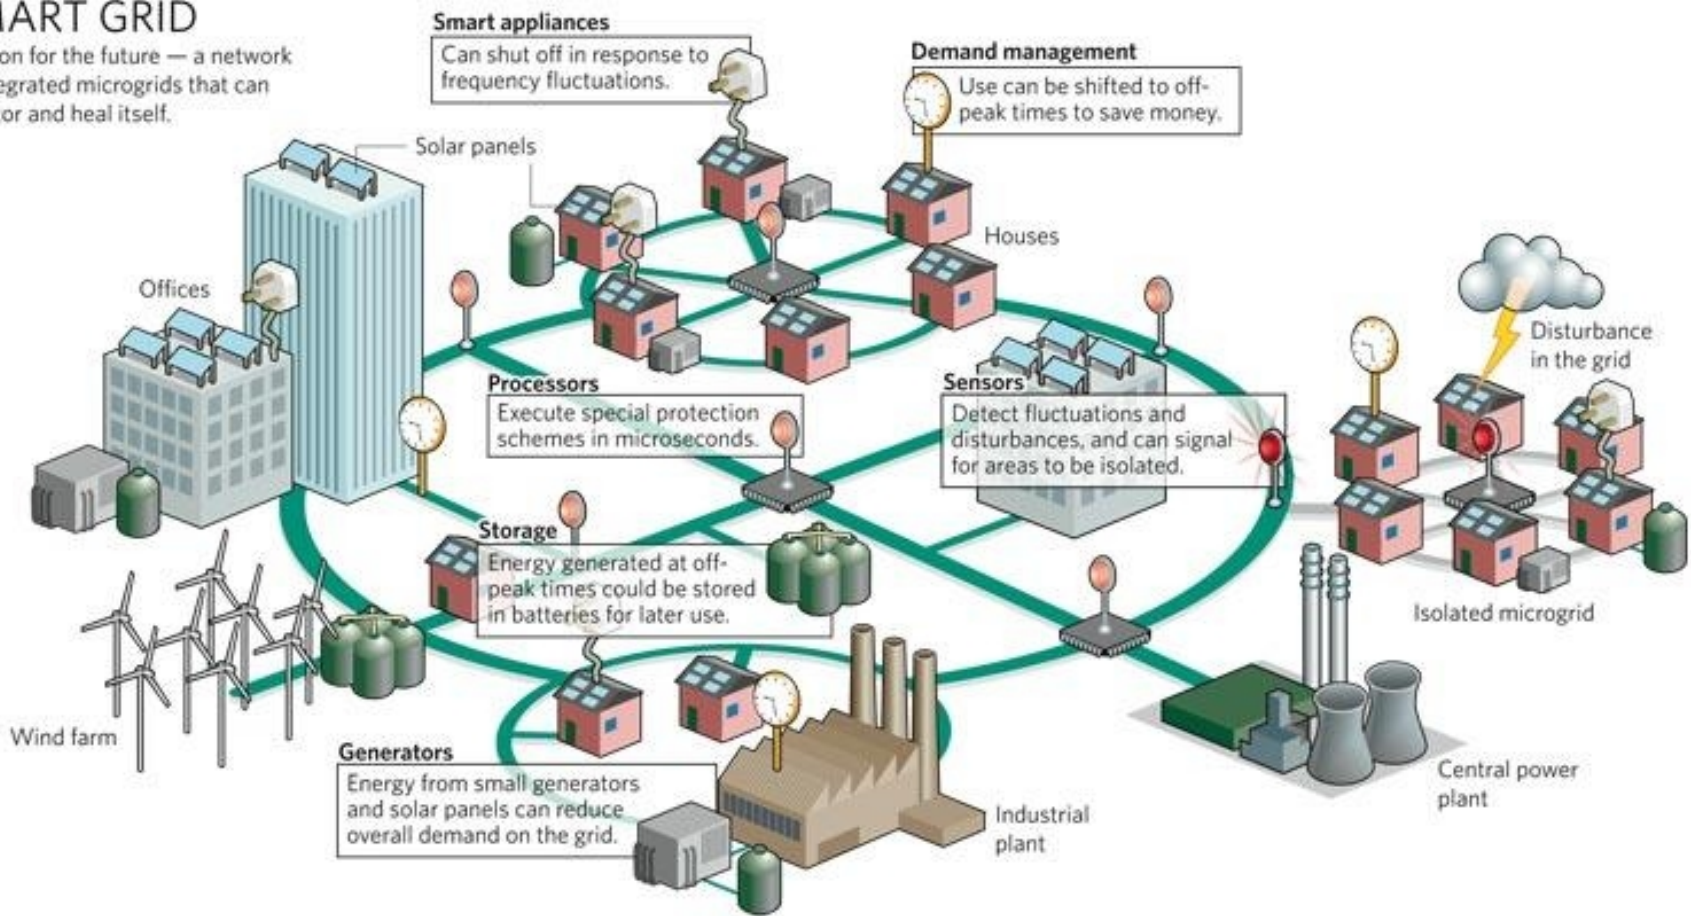 MART GRID
on for the future — a network
egrated microgrids that can
or and heal itself.
Smart appliances
Can shut off in response to
frequency fluctuations.
Demand management
Use can be shifted to off-
peak times to save money.
Solar panels
Houses
Offices
Disturbance
in the grid
Processors
Execute special protection
schemes in microseconds.
Sensors
Detect fluctuations and
disturbances, and can signal
for areas to be isolated.
Storage
Energy generated at off-
peak times could be stored
in batteries for later use.
Isolated microgrid
Wind farm
Generators
Energy from small generators
and solar panels can reduce
overall demand on the grid.
Industrial
plant
Central power
plant